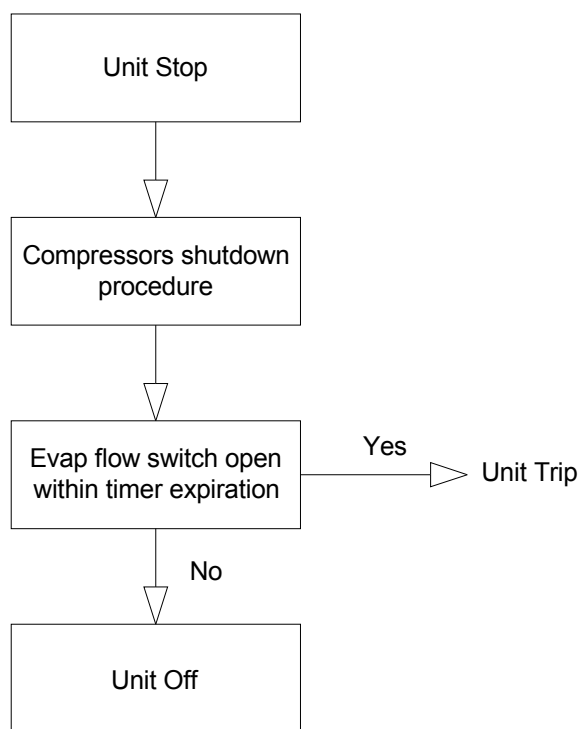 Unit Stop
Compressors shutdown
procedure
Evap flow switch open
within timer expiration
Yes
Unit Trip
No
Unit Off